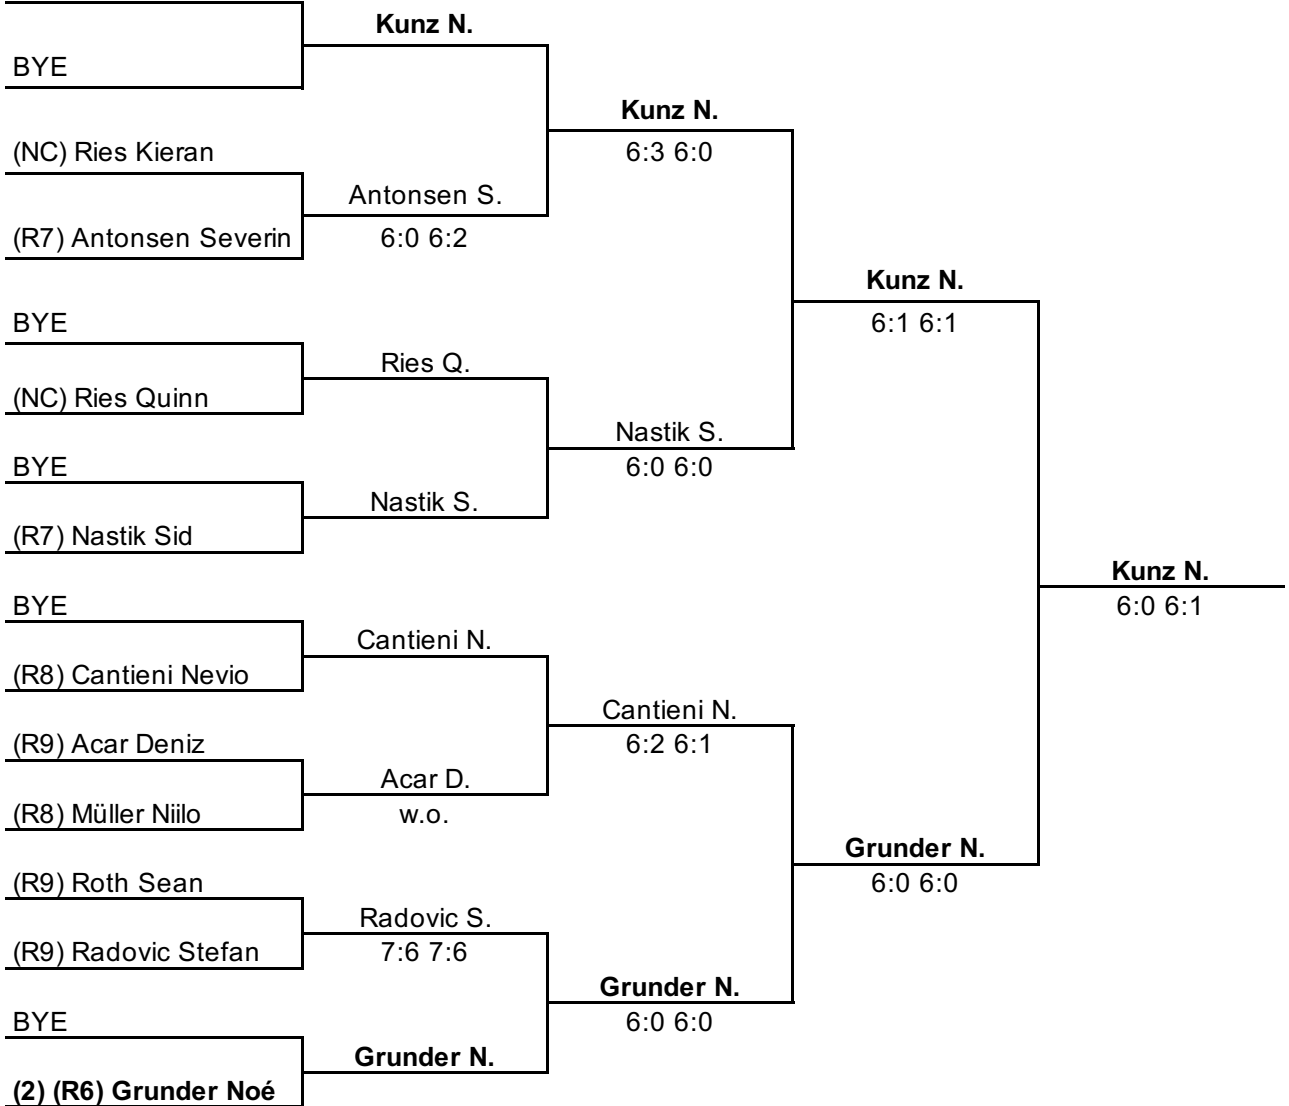 Kunz N.
BYE
Kunz N.
(NC) Ries Kieran
6:3 6:0
Antonsen S.
(R7) Antonsen Severin
6:0 6:2
Kunz N.
BYE
6:1 6:1
Ries Q.
(NC) Ries Quinn
Nastik S.
BYE
6:0 6:0
Nastik S.
(R7) Nastik Sid
Kunz N.
BYE
6:0 6:1
Cantieni N.
(R8) Cantieni Nevio
Cantieni N.
(R9) Acar Deniz
6:2 6:1
Acar D.
(R8) Müller Niilo
w.o.
Grunder N.
(R9) Roth Sean
6:0 6:0
Radovic S.
(R9) Radovic Stefan
7:6 7:6
Grunder N.
BYE
6:0 6:0
Grunder N.
(2) (R6) Grunder Noé